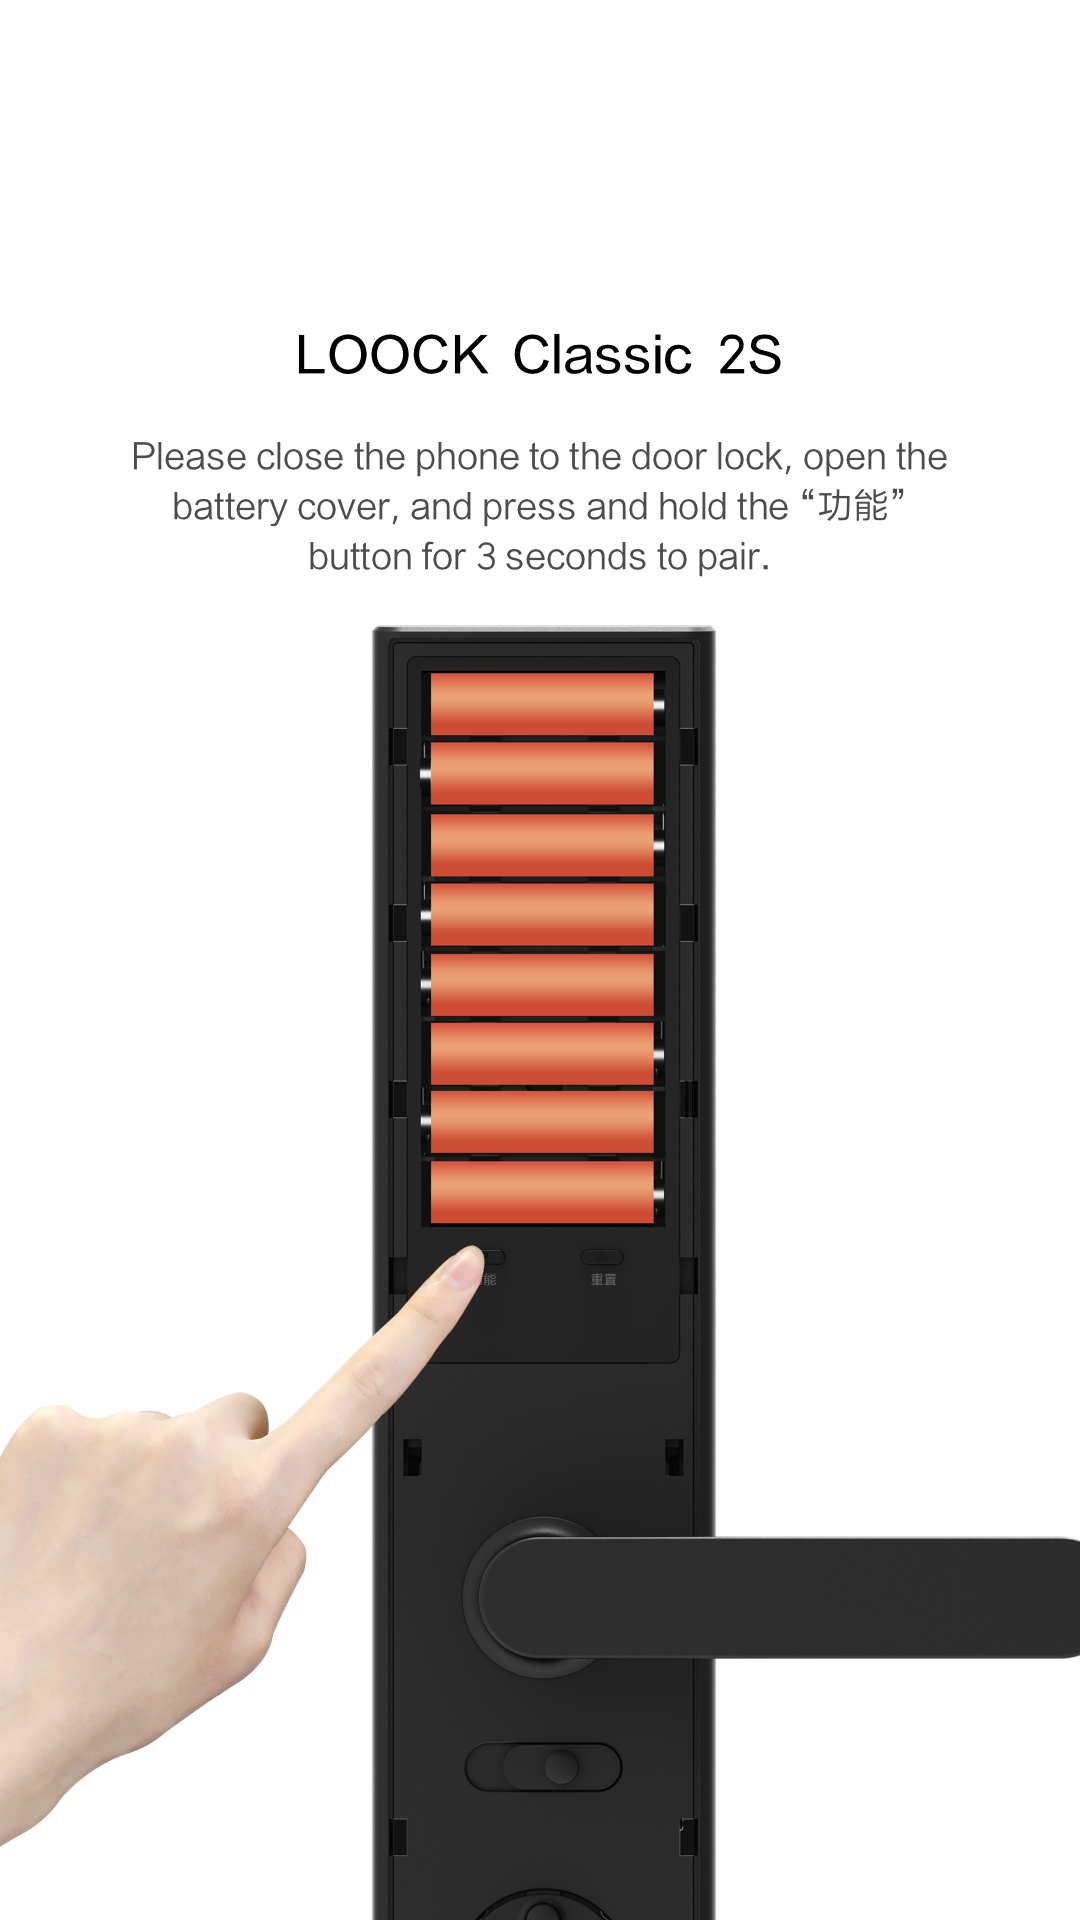 LOOCK Classic 2S
Please close the phone to the door lock, open the
battery cover, and press and hold the “功能”
button for 3 seconds to pair.
能
重置